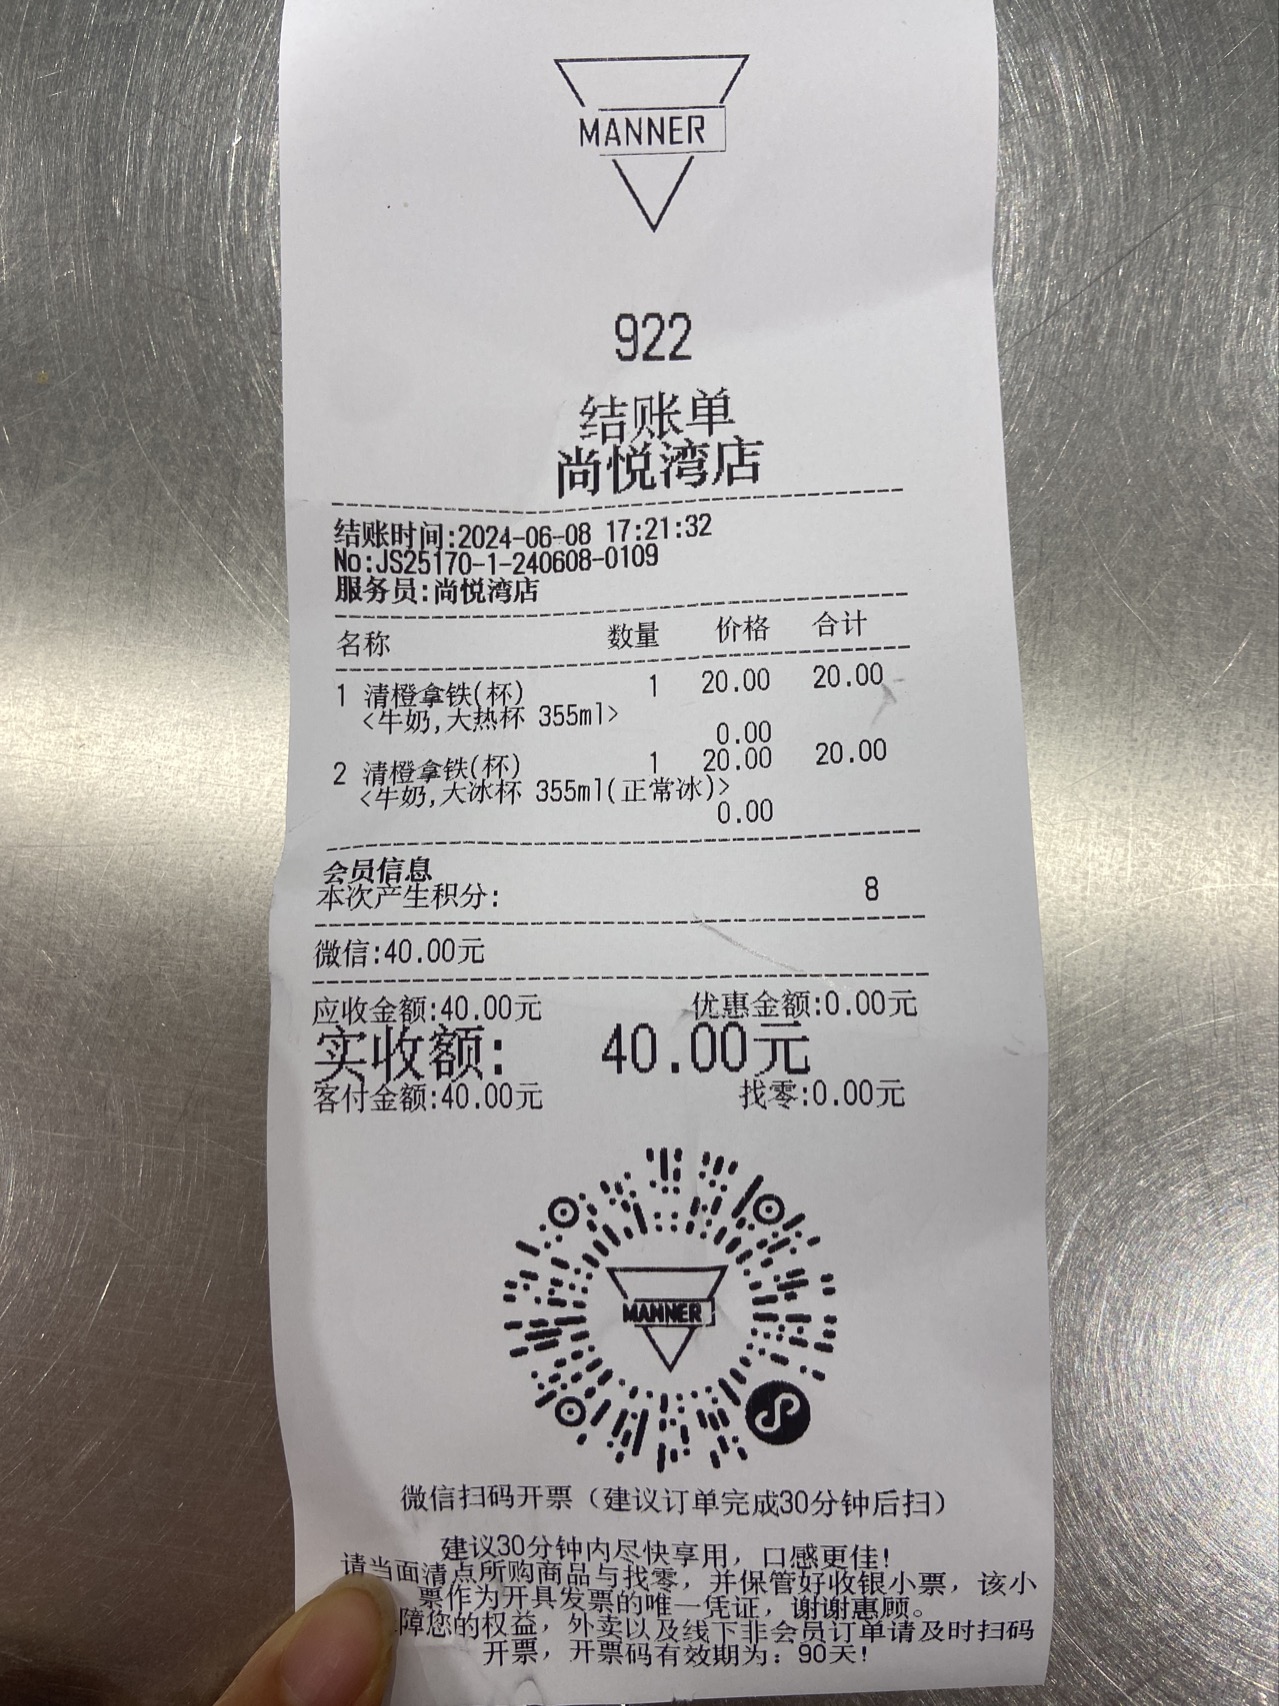 MANNER
922
结账单
尚悦湾店
结账时间:2024-06-08 17:21:32
No:JS25170-1-240608-0109
服务员:尚悦湾店
名称 数量 价格 合计
1 清橙拿铁(杯) 1 20.00 20.00
<牛奶,大热杯 355ml>
0.00
2 清橙拿铁(杯) 1 20.00 20.00
<牛奶,大冰杯 355ml(正常冰)>
0.00
会员信息
本次产生积分: 8
微信:40.00元
应收金额:40.00元 优惠金额:0.00元
实收额: 40.00元
客付金额:40.00元 找零:0.00元
MANNER
微信扫码开票（建议订单完成30分钟后扫）
建议30分钟内尽快享用，口感更佳!
请当面清点所购商品与找零，并保管好收银小票，该小
票作为开具发票的唯一凭证，谢谢惠顾。
障您的权益，外卖以及线下非会员订单请及时扫码
开票，开票码有效期为：90天!